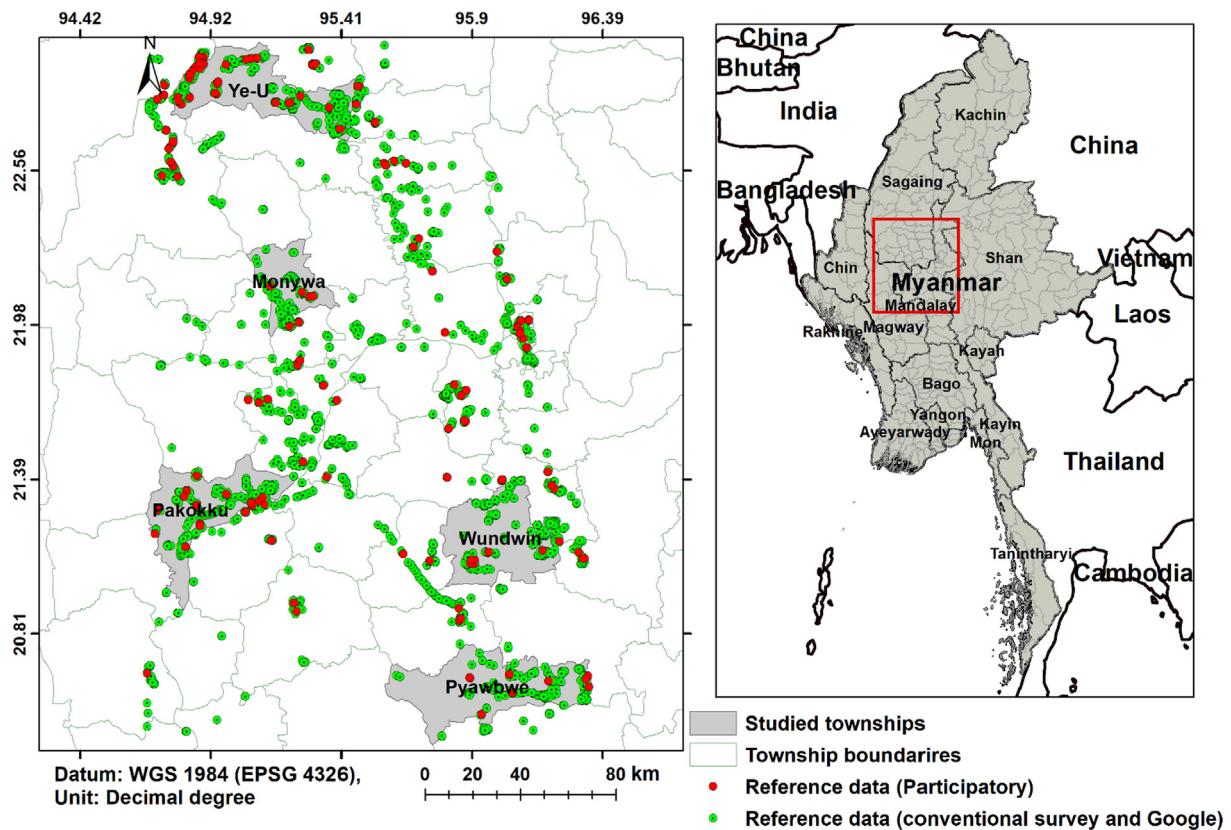 94.42 94.92 95.41 95.9 96.39
N
Ye-U
22.56
Monywa
21.98
21.39
Pakokku
Wundwin
20.81
Pyawbwe
Datum: WGS 1984 (EPSG 4326),
Unit: Decimal degree
0 20 40 80 km
China
Bhutan
India
Kachin
China
Sagaing
Bangladesh
Vietnam
Chin
Shan
Myanmar
Mandalay
Laos
Rakhine
Magway
Kayah
Bago
Yangon
Ayeyarwady
Kayin
Mon
Thailand
Tanintharyi
Cambodia
Studied townships
Township boundarires
Reference data (Participatory)
Reference data (conventional survey and Google)